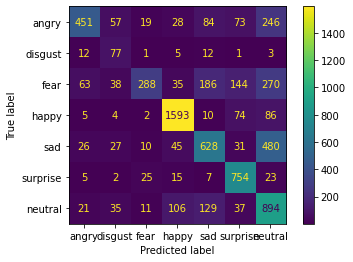 angry 451 57 19 28 84 73 246
disgust 12 77 1 5 12 1 3
fear 63 38 288 35 186 144 270
happy 5 4 2 1593 10 74 86
sad 26 27 10 45 628 31 480
surprise 5 2 25 15 7 754 23
neutral 21 35 11 106 129 37 894
angry disgust fear happy sad surprise neutral
Predicted label
True label
1400
1200
1000
800
600
400
200